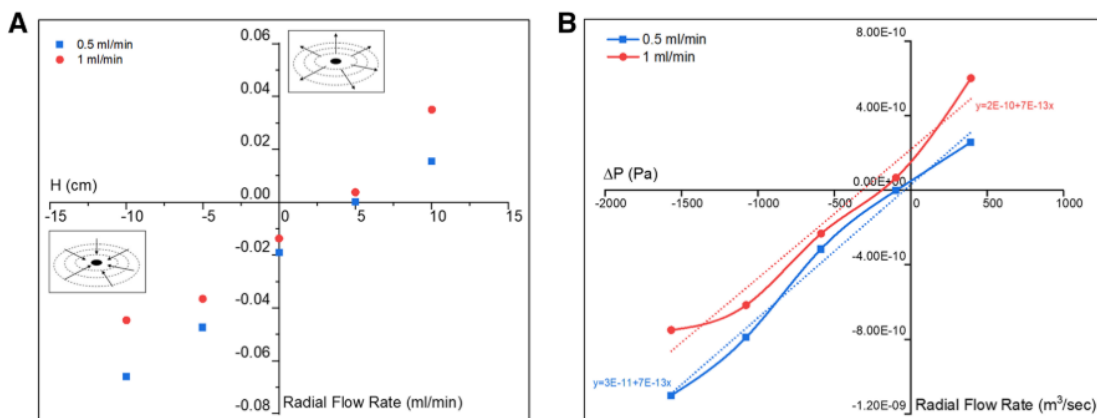 A
0.5 ml/min
1 ml/min
0.06
0.04
0.02
0.00
-0.02
-0.04
-0.06
-0.08
H (cm)
-15
-10
-5
0
5
10
15
Radial Flow Rate (ml/min)
B
0.5 ml/min
1 ml/min
8.00E-10
4.00E-10
0.00E+00
-4.00E-10
-8.00E-10
-1.20E-09
y=2E-10+7E-13x
ΔP (Pa)
-2000
-1500
-1000
-500
0
500
1000
y=3E-11+7E-13x
Radial Flow Rate (m³/sec)